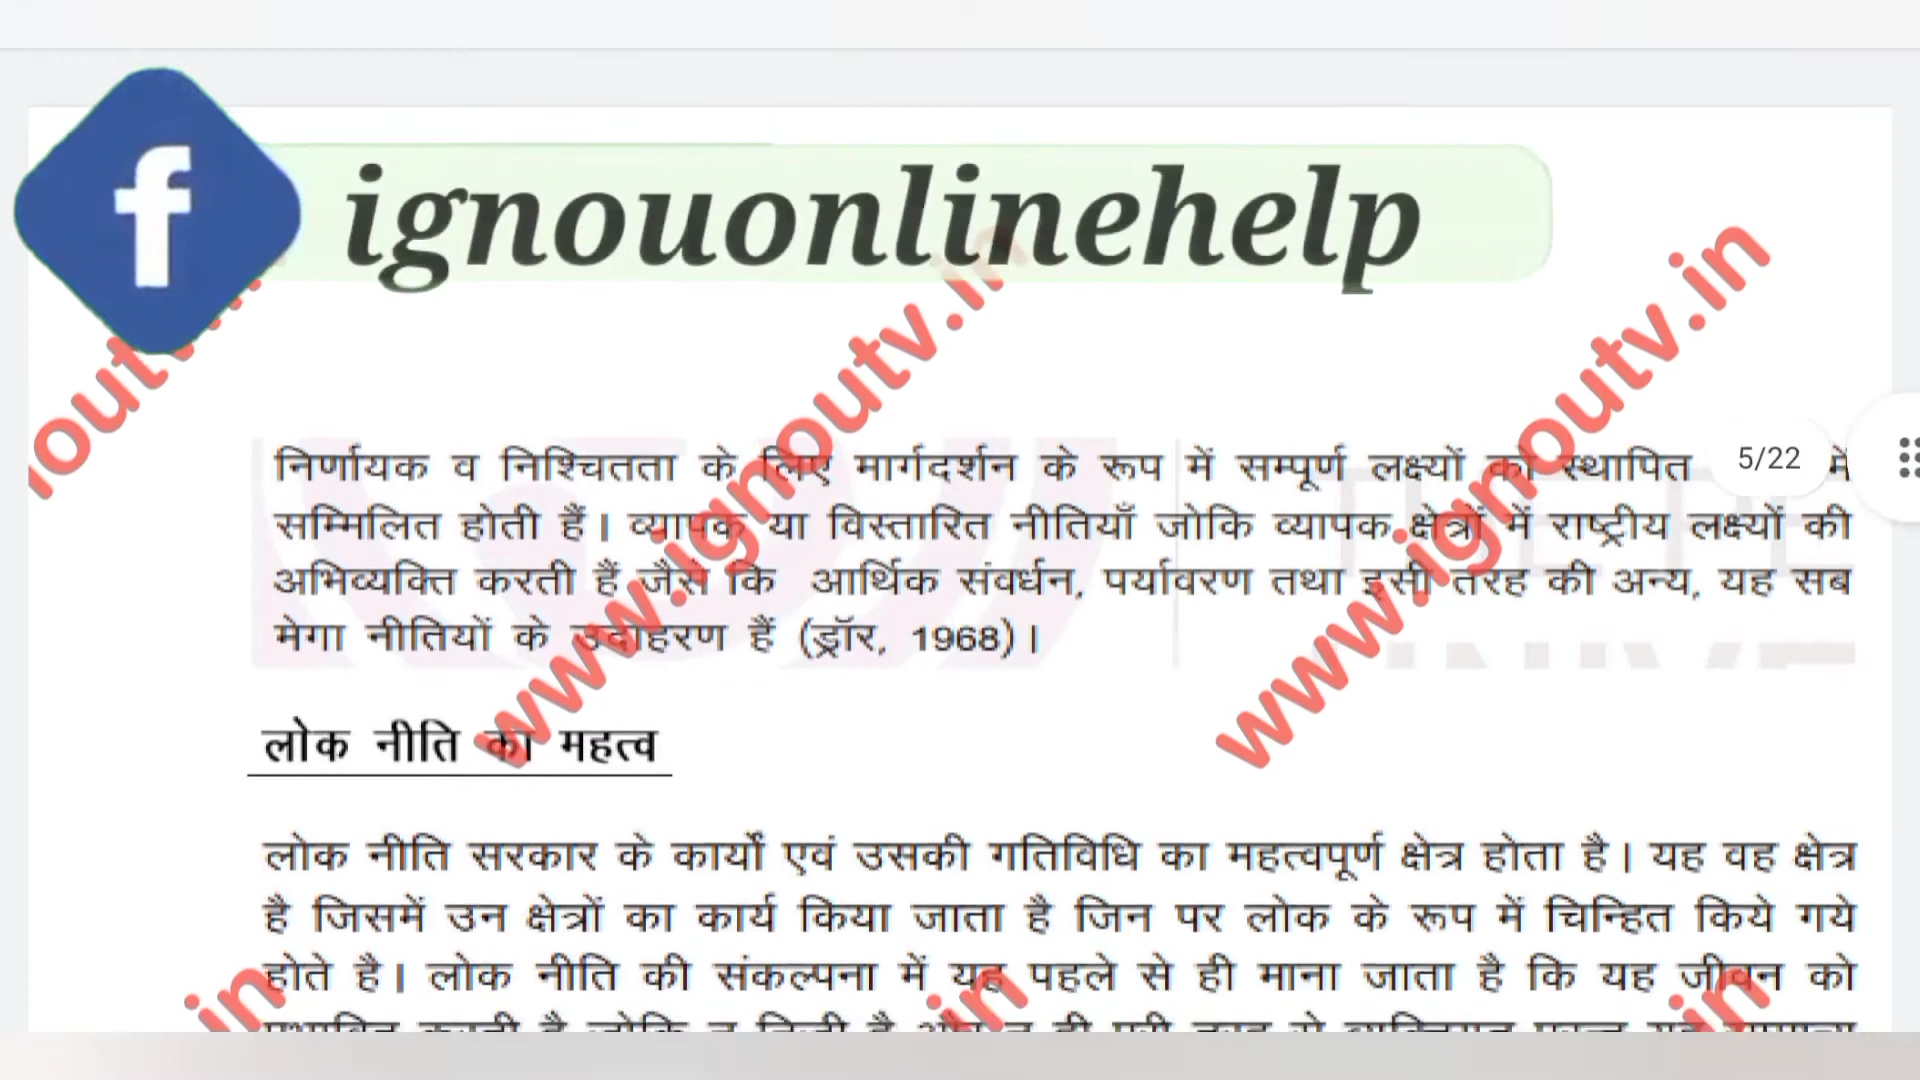 f
ignouonlinehelp
निर्णायक व निश्चितता के लिए मार्गदर्शन के रूप में सम्पूर्ण लक्ष्यों को स्थापित में
5/22
सम्मिलित होती हैं। व्यापक या विस्तारित नीतियाँ जोकि व्यापक क्षेत्रों में राष्ट्रीय लक्ष्यों की
अभिव्यक्ति करती हैं जैसे कि आर्थिक संवर्धन, पर्यावरण तथा इसी तरह की अन्य, यह सब
मेगा नीतियों के उदाहरण हैं (ड्रॉर, 1968)।
लोक नीति का महत्व
लोक नीति सरकार के कार्यों एवं उसकी गतिविधि का महत्वपूर्ण क्षेत्र होता है। यह वह क्षेत्र
है जिसमें उन क्षेत्रों का कार्य किया जाता है जिन पर लोक के रूप में चिन्हित किये गये
होते है। लोक नीति की संकल्पना में यह पहले से ही माना जाता है कि यह जीवन को
www.ignoutv.in
www.ignoutv.in